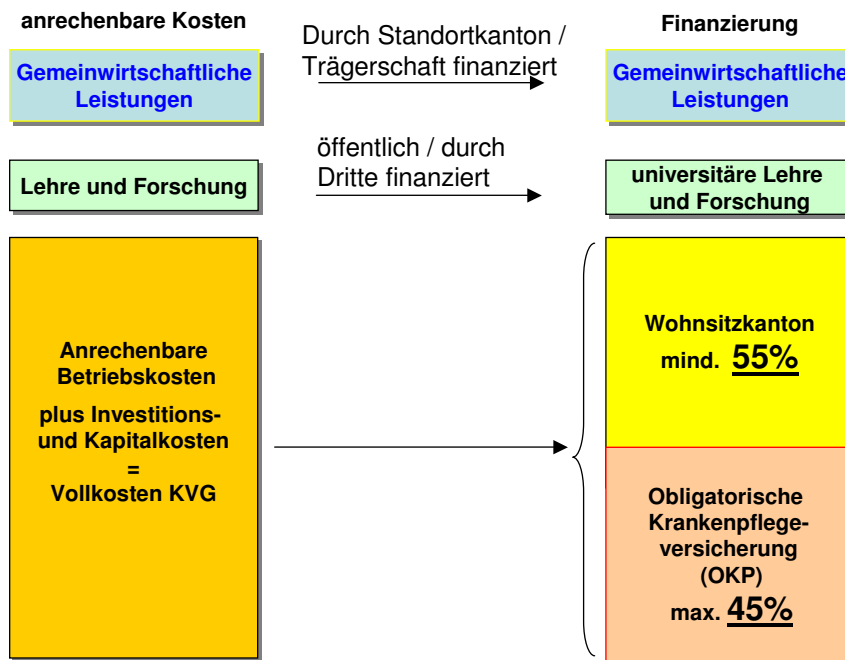 anrechenbare Kosten
Durch Standortkanton /
Trägerschaft finanziert
Finanzierung
Gemeinwirtschaftliche
Leistungen
Gemeinwirtschaftliche
Leistungen
öffentlich / durch
Dritte finanziert
Lehre und Forschung
universitäre Lehre
und Forschung
Anrechenbare
Betriebskosten
plus Investitions-
und Kapitalkosten
=
Vollkosten KVG
Wohnsitzkanton
mind. 55%
Obligatorische
Krankenpflege-
versicherung
(OKP)
max. 45%